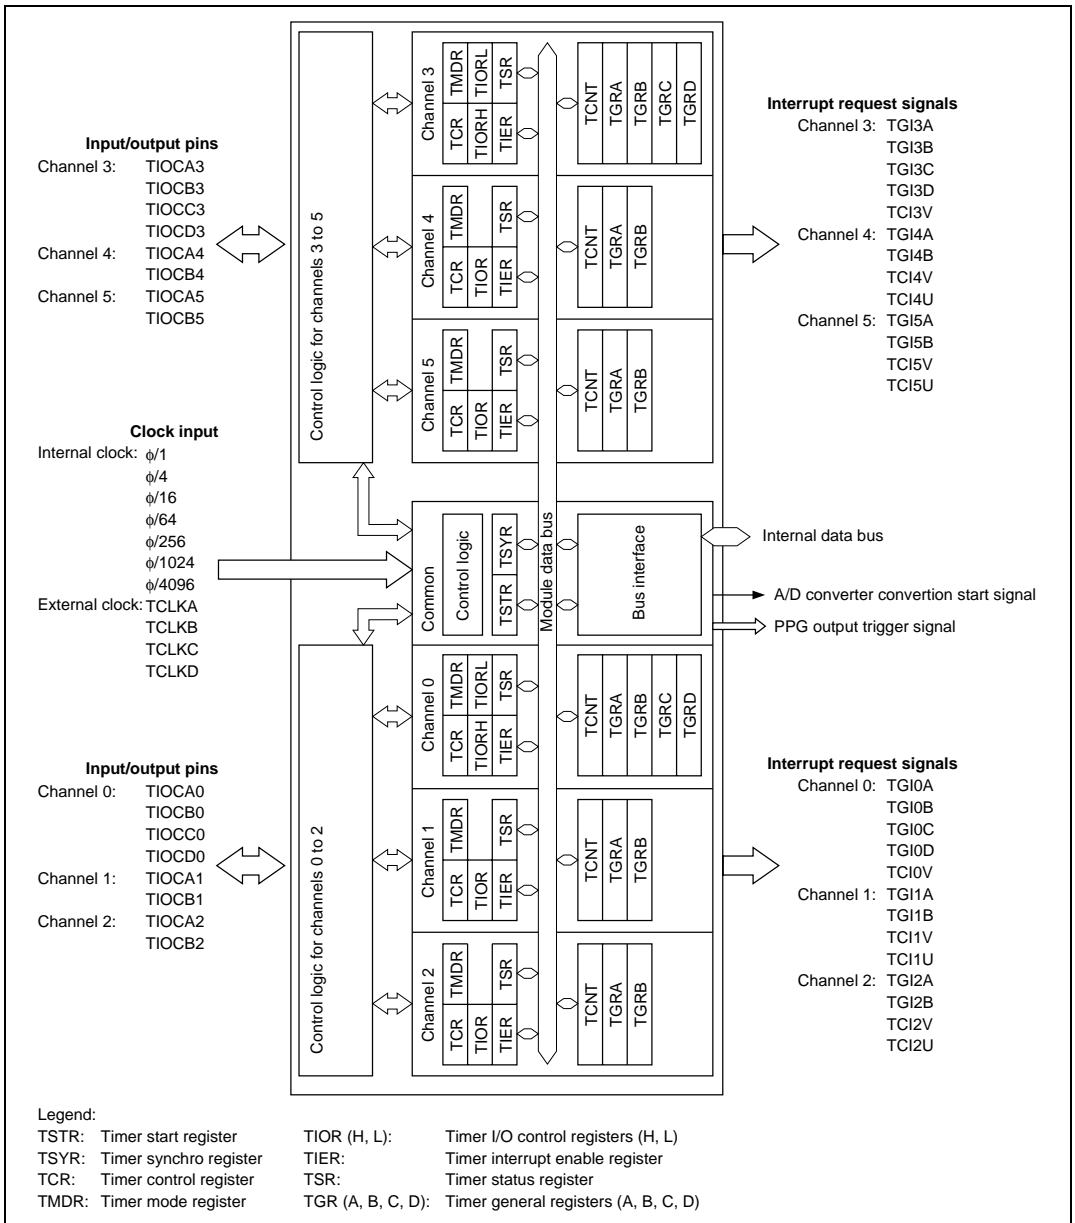 Input/output pins
Channel 3: TIOCA3
TIOCB3
TIOCC3
TIOCD3
Channel 4: TIOCA4
TIOCB4
Channel 5: TIOCA5
TIOCB5
Clock input
Internal clock: ϕ/1
ϕ/4
ϕ/16
ϕ/64
ϕ/256
ϕ/1024
ϕ/4096
External clock: TCLKA
TCLKB
TCLKC
TCLKD
Input/output pins
Channel 0: TIOCA0
TIOCB0
TIOCC0
TIOCD0
Channel 1: TIOCA1
TIOCB1
Channel 2: TIOCA2
TIOCB2
Control logic for channels 3 to 5
Control logic for channels 0 to 2
Channel 3
TCR TMDR
TIORH TIORL
TIER TSR
TCNT
TGRA
TGRB
TGRC
TGRD
Channel 4
TCR TMDR
TIOR
TIER TSR
TCNT
TGRA
TGRB
Channel 5
TCR TMDR
TIOR
TIER TSR
TCNT
TGRA
TGRB
Common
Control logic
TSTR TSYR
Module data bus
Bus interface
Channel 0
TCR TMDR
TIORH TIORL
TIER TSR
TCNT
TGRA
TGRB
TGRC
TGRD
Channel 1
TCR TMDR
TIOR
TIER TSR
TCNT
TGRA
TGRB
Channel 2
TCR TMDR
TIOR
TIER TSR
TCNT
TGRA
TGRB
Interrupt request signals
Channel 3: TGI3A
TGI3B
TGI3C
TGI3D
TCI3V
Channel 4: TGI4A
TGI4B
TCI4V
TCI4U
Channel 5: TGI5A
TGI5B
TCI5V
TCI5U
Internal data bus
A/D converter convertion start signal
PPG output trigger signal
Interrupt request signals
Channel 0: TGI0A
TGI0B
TGI0C
TGI0D
TCI0V
Channel 1: TGI1A
TGI1B
TCI1V
TCI1U
Channel 2: TGI2A
TGI2B
TCI2V
TCI2U
Legend:
TSTR: Timer start register TIOR (H, L): Timer I/O control registers (H, L)
TSYR: Timer synchro register TIER: Timer interrupt enable register
TCR: Timer control register TSR: Timer status register
TMDR: Timer mode register TGR (A, B, C, D): Timer general registers (A, B, C, D)